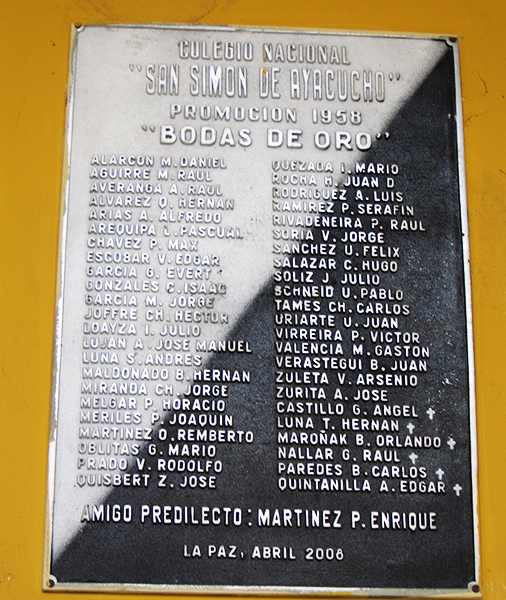 COLEGIO NACIONAL
"SAN SIMON DE AYACUCHO"
PROMOCION 1958
"BODAS DE ORO"
ALARCON M. DANIEL
AGUIRRE M. RAUL
AVERANGA A. RAUL
ALVAREZ Q. HERNAN
ARIAS A. ALFREDO
AREQUIPA L. PASCUAL
CHAVEZ P. MAX
ESCOBAR V. EDGAR
GARCIA G. EVERT
GONZALES C. ISAAC
GARCIA M. JORGE
JOFFRE CH. HECTOR
LOAYZA I. JULIO
LUJAN A. JOSE MANUEL
LUNA S. ANDRES
MALDONADO B. HERNAN
MIRANDA CH. JORGE
MELGAR P. HORACIO
MERILES P. JOAQUIN
MARTINEZ O. REMBERTO
OBLITAS G. MARIO
PRADO V. RODOLFO
QUISBERT Z. JOSE
QUEZADA I. MARIO
ROCHA H. JUAN D
RODRIGUEZ A. LUIS
RAMIREZ P. SERAFIN
RIVADENEIRA P. RAUL
SORIA V. JORGE
SANCHEZ U. FELIX
SALAZAR C. HUGO
SOLIZ J. JULIO
SCHNEID U. PABLO
TAMES CH. CARLOS
URIARTE U. JUAN
VIRREIRA P. VICTOR
VALENCIA M. GASTON
VERASTEGUI B. JUAN
ZULETA V. ARSENIO
ZURITA A. JOSE
CASTILLO G. ANGEL ✝
LUNA T. HERNAN ✝
MAROÑAK B. ORLANDO ✝
NALLAR G. RAUL ✝
PAREDES B. CARLOS ✝
QUINTANILLA A. EDGAR ✝
AMIGO PREDILECTO: MARTINEZ P. ENRIQUE
LA PAZ, ABRIL 2008